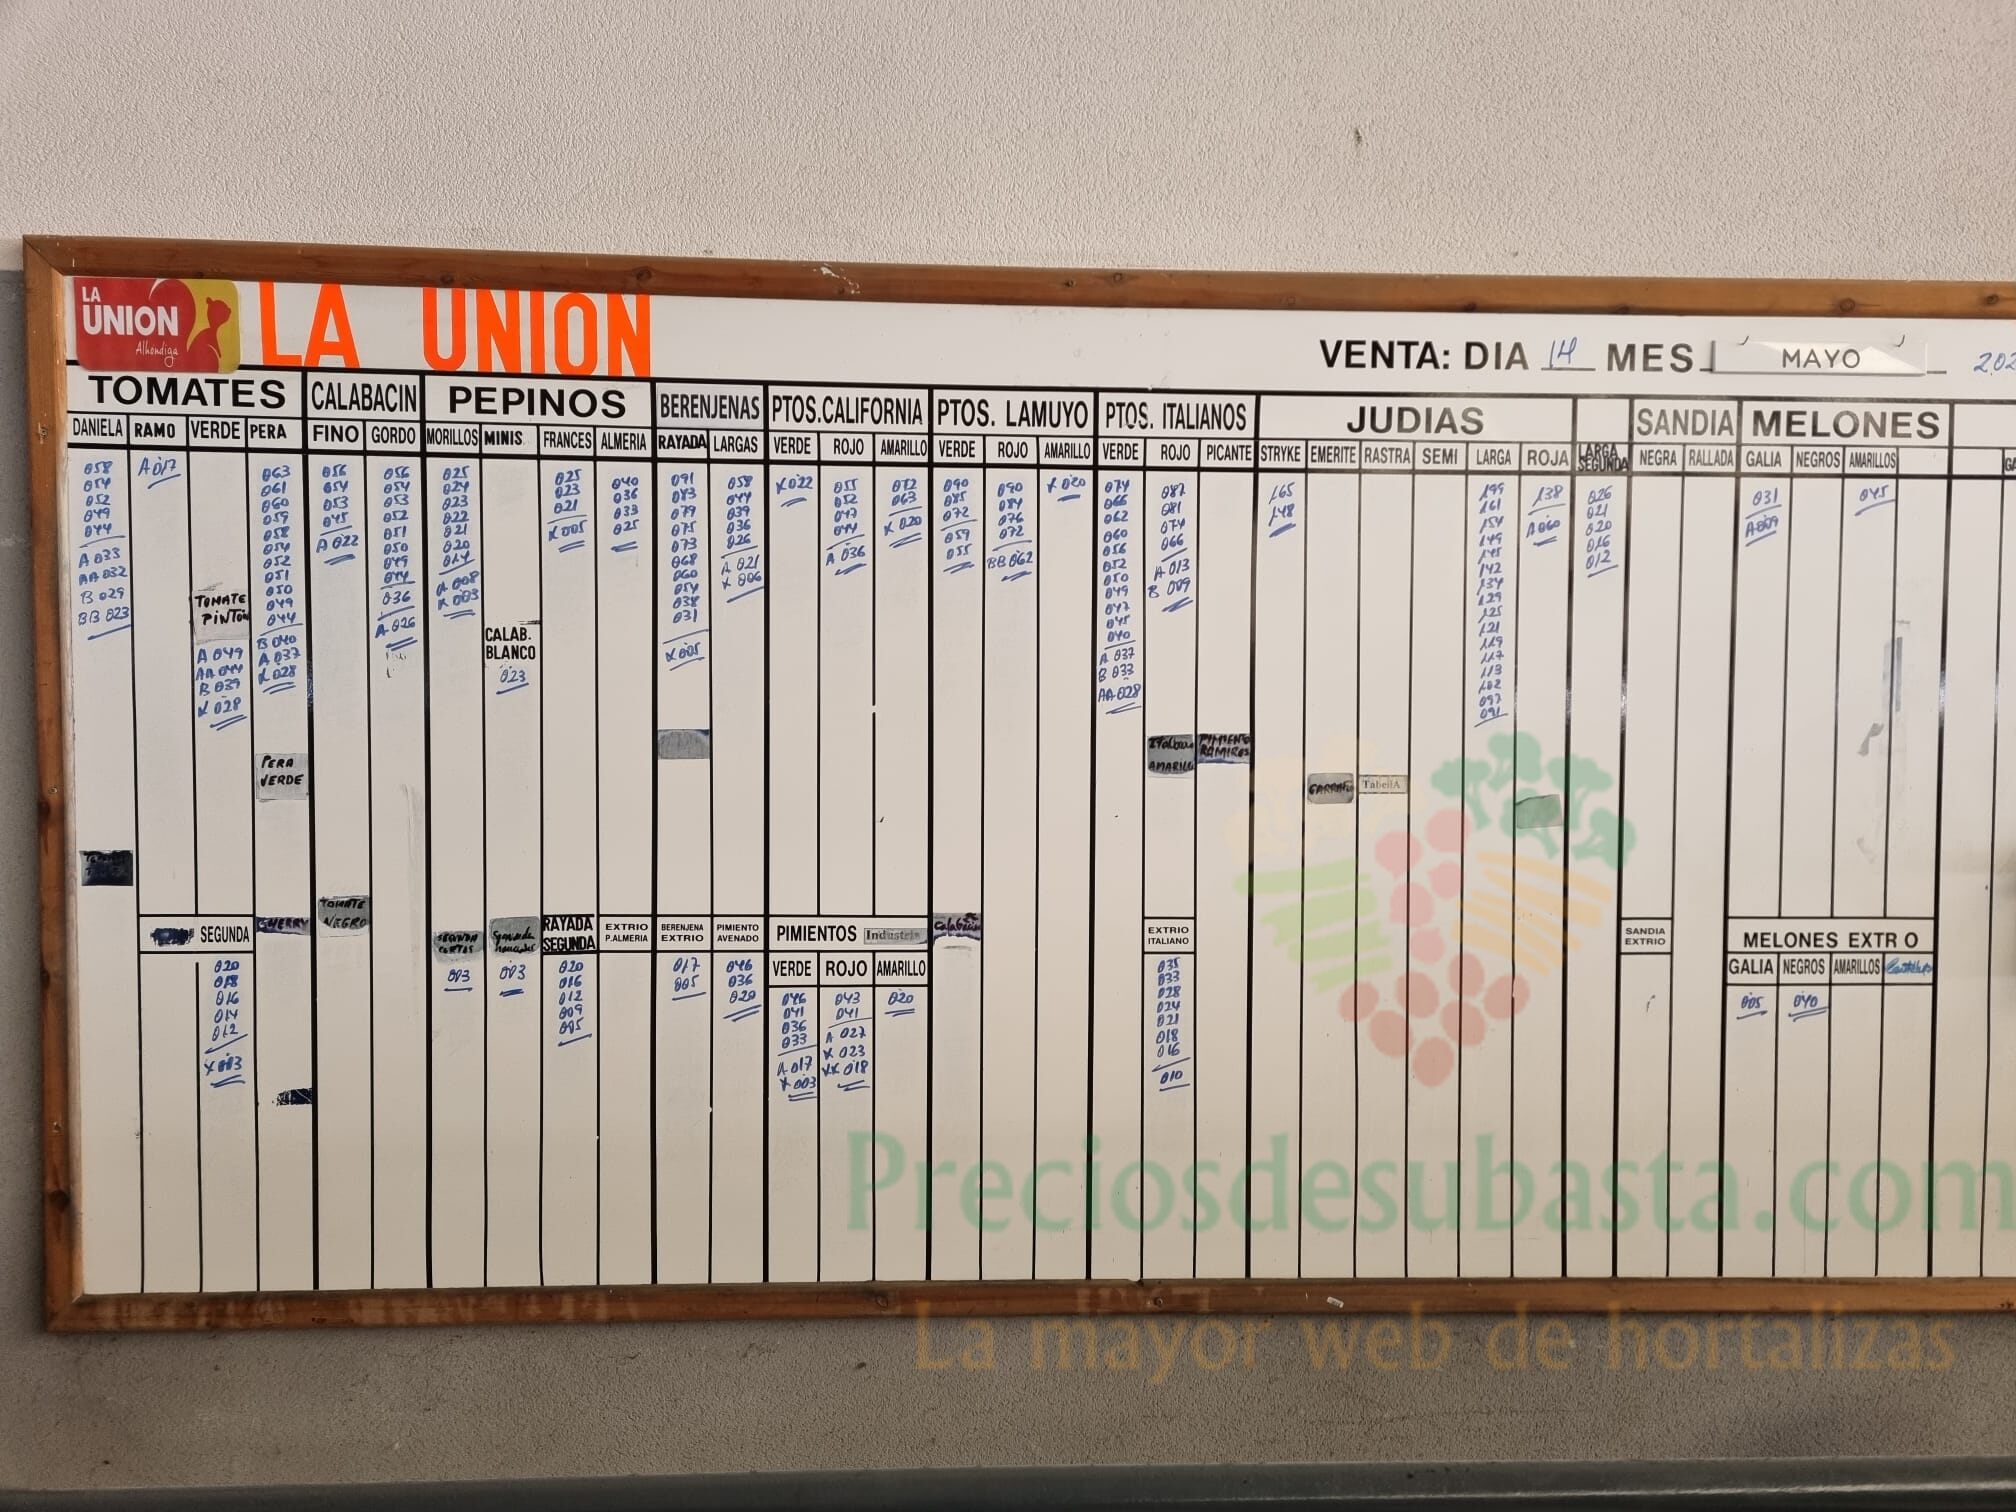 LA
UNION
Alhondiga
LA UNION
VENTA: DIA 14 MES MAYO 202
TOMATES
CALABACIN
PEPINOS
BERENJENAS
PTOS.CALIFORNIA
PTOS. LAMUYO
PTOS. ITALIANOS
JUDIAS
SANDIA
MELONES
DANIELA
058
054
052
049
044
A 033
AA 032
B 029
BB 023
RAMO
A 017
VERDE
TOMATE
PINTON
A 049
AA 044
B 039
X 028
SEGUNDA
020
018
016
014
012
X 003
PERA
063
061
060
059
058
054
052
051
050
049
044
B 040
A 037
X 028
PERA
VERDE
CHERRY
FINO
056
054
053
045
A 022
TOMATE
NEGRO
GORDO
056
054
053
052
051
050
049
044
036
A 026
MORILLOS
025
024
023
022
021
020
014
A 008
X 003
SEGUNDA
CORTOS
003
MINIS.
CALAB.
BLANCO
023
003
FRANCES
025
023
021
X 005
RAYADA
SEGUNDA
020
016
012
009
005
ALMERIA
040
036
033
025
EXTRIO
P.ALMERIA
RAYADA
091
083
079
075
073
068
060
054
038
031
X 005
BERENJENA
EXTRIO
017
005
LARGAS
058
044
039
036
026
A 021
X 006
PIMIENTO
AVENADO
046
036
020
VERDE
X 022
ROJO
055
052
047
044
A 036
AMARILLO
072
063
X 020
PIMIENTOS Industria
VERDE
046
041
036
033
A 017
X 003
ROJO
043
041
A 027
X 023
XX 018
AMARILLO
020
VERDE
090
085
072
059
055
Calabacin
ROJO
090
084
076
072
BB 062
AMARILLO
X 020
VERDE
074
066
062
060
056
052
050
049
047
045
040
A 037
B 033
AA 028
ROJO
087
081
074
066
A 013
B 009
Italiano
AMARILLO
EXTRIO
ITALIANO
035
033
028
024
021
018
016
010
PICANTE
PIMIENTO
RAMIRO
STRYKE
165
148
EMERITE
GARRAFAL
RASTRA
TabellA
SEMI
LARGA
199
161
154
149
145
142
134
129
125
121
119
117
113
102
097
091
ROJA
138
A 060
LARGA
SEGUNDA
026
021
020
016
012
NEGRA
SANDIA
EXTRIO
RALLADA
GALIA
031
A 009
NEGROS
AMARILLOS
045
MELONES EXTR O
GALIA
005
NEGROS
040
AMARILLOS
GA
Preciosdesubasta.com
La mayor web de hortalizas